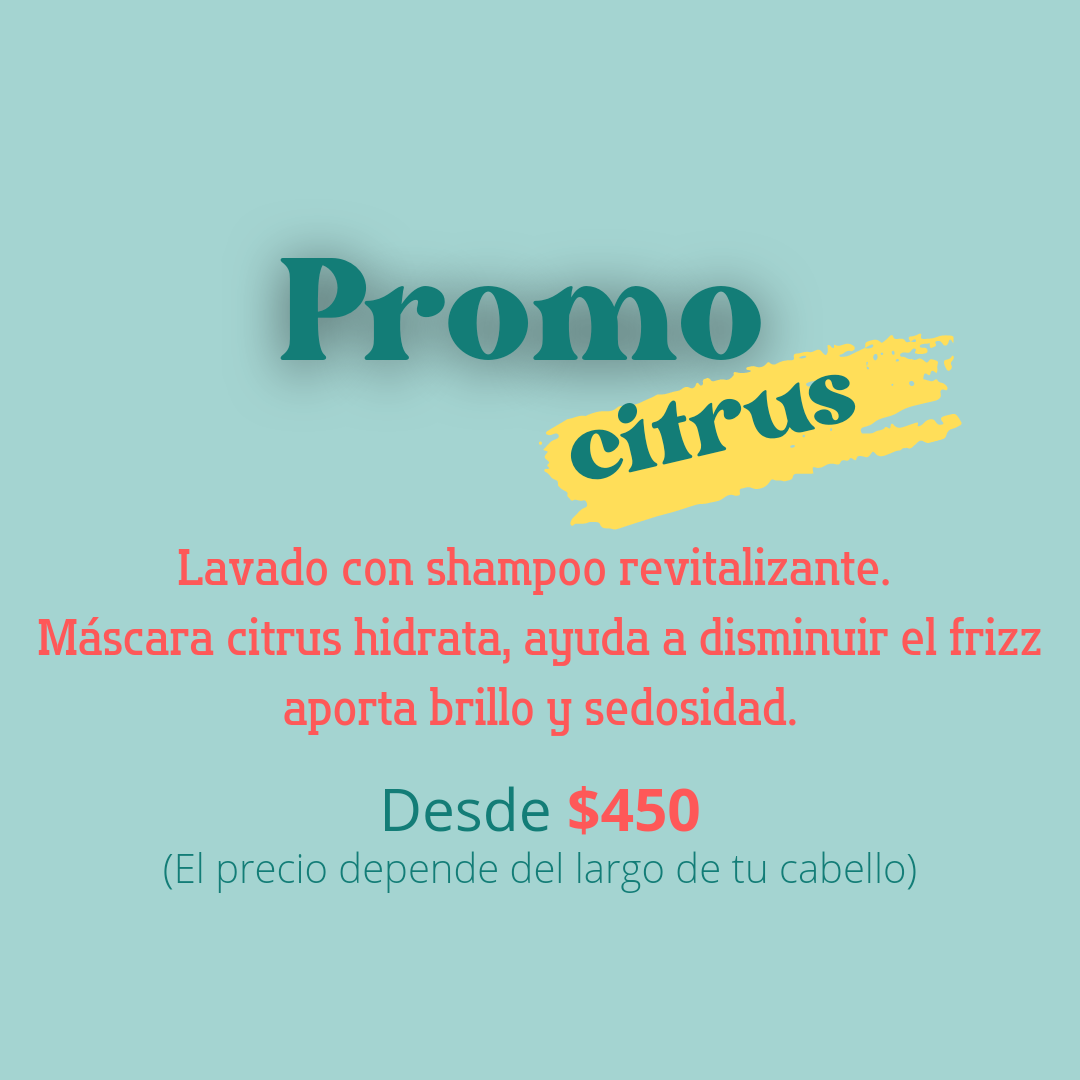 Promo
citrus
Lavado con shampoo revitalizante.
Máscara citrus hidrata, ayuda a disminuir el frizz
aporta brillo y sedosidad.
Desde $450
(El precio depende del largo de tu cabello)